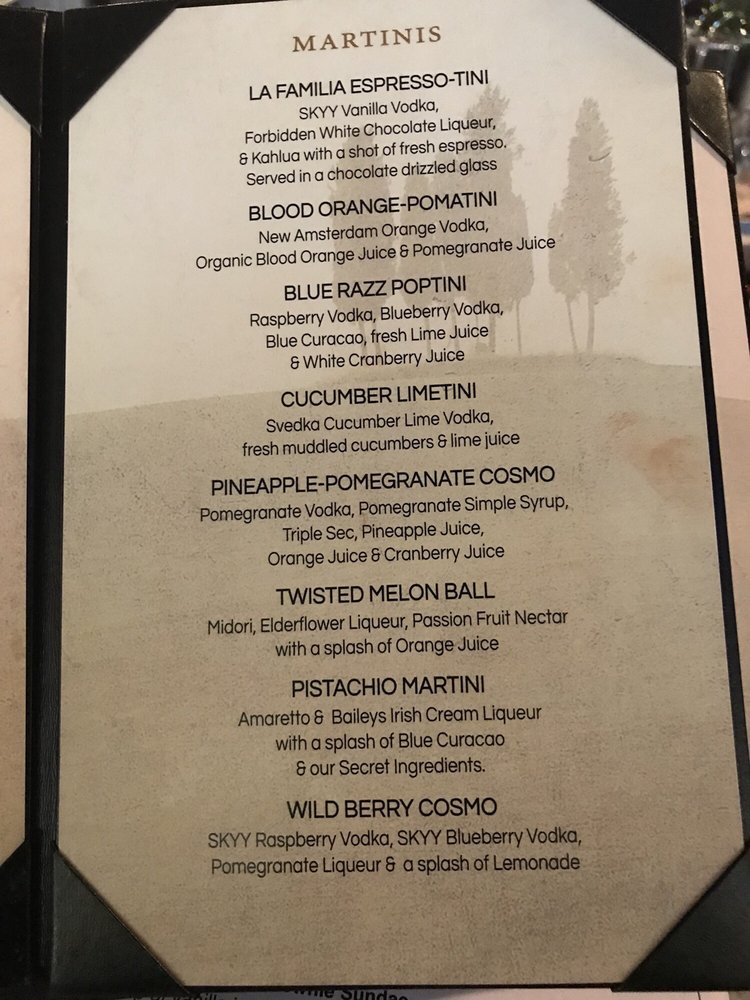 MARTINIS
LA FAMILIA ESPRESSO-TINI
SKYY Vanilla Vodka,
Forbidden White Chocolate Liqueur,
& Kahlua with a shot of fresh espresso.
Served in a chocolate drizzled glass
BLOOD ORANGE-POMATINI
New Amsterdam Orange Vodka,
Organic Blood Orange Juice & Pomegranate Juice
BLUE RAZZ POPTINI
Raspberry Vodka, Blueberry Vodka,
Blue Curacao, fresh Lime Juice
& White Cranberry Juice
CUCUMBER LIMETINI
Svedka Cucumber Lime Vodka,
fresh muddled cucumbers & lime juice
PINEAPPLE-POMEGRANATE COSMO
Pomegranate Vodka, Pomegranate Simple Syrup,
Triple Sec, Pineapple Juice,
Orange Juice & Cranberry Juice
TWISTED MELON BALL
Midori, Elderflower Liqueur, Passion Fruit Nectar
with a splash of Orange Juice
PISTACHIO MARTINI
Amaretto & Baileys Irish Cream Liqueur
with a splash of Blue Curacao
& our Secret Ingredients.
WILD BERRY COSMO
SKYY Raspberry Vodka, SKYY Blueberry Vodka,
Pomegranate Liqueur & a splash of Lemonade